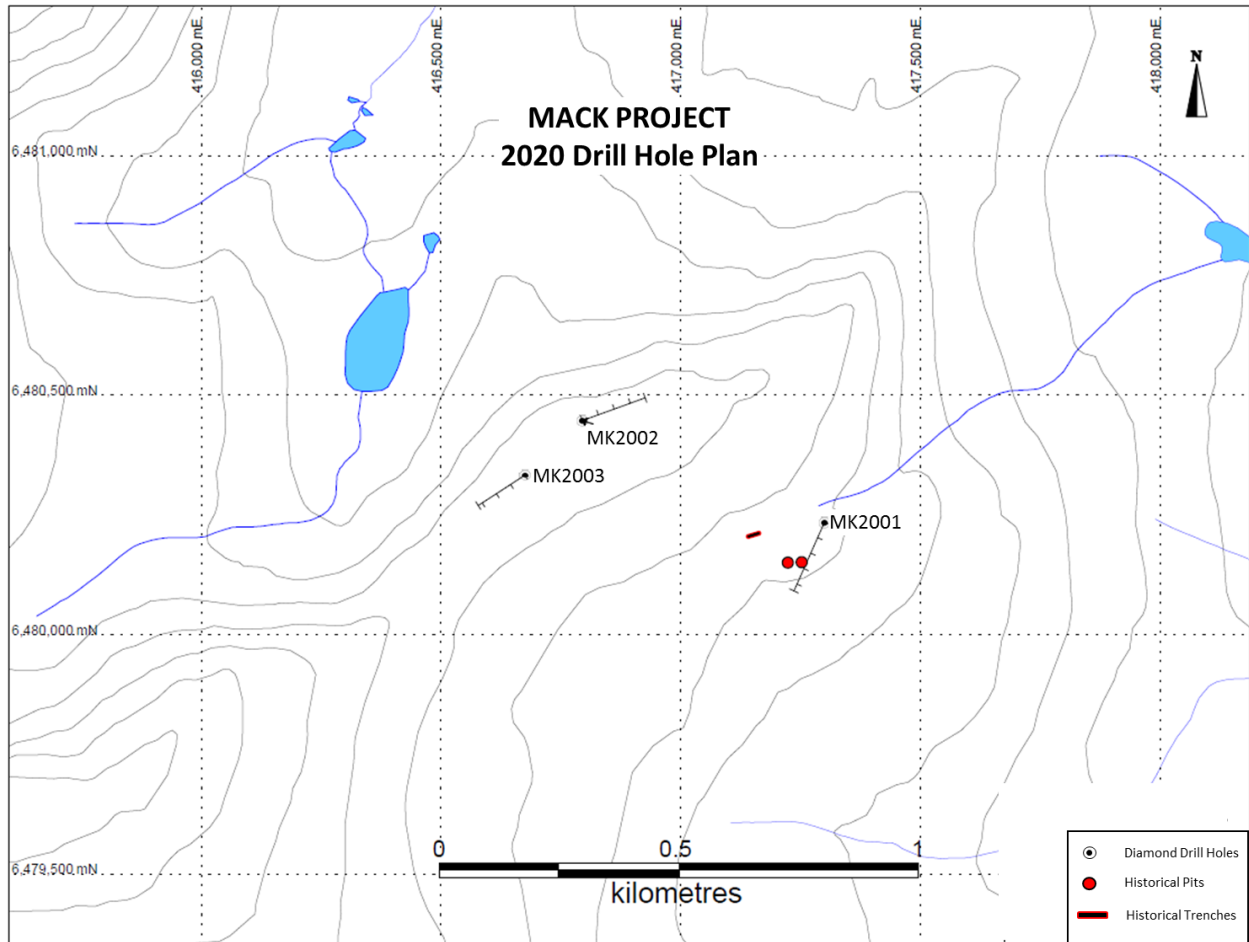 416,000 mE.
416,500 mE.
417,000 mE.
417,500 mE.
418,000 mE.
N
MACK PROJECT
2020 Drill Hole Plan
6,481,000 mN
6,480,500 mN
MK2002
MK2003
MK2001
6,480,000 mN
0 0.5 1
6,479,500 mN
kilometres
Diamond Drill Holes
Historical Pits
Historical Trenches